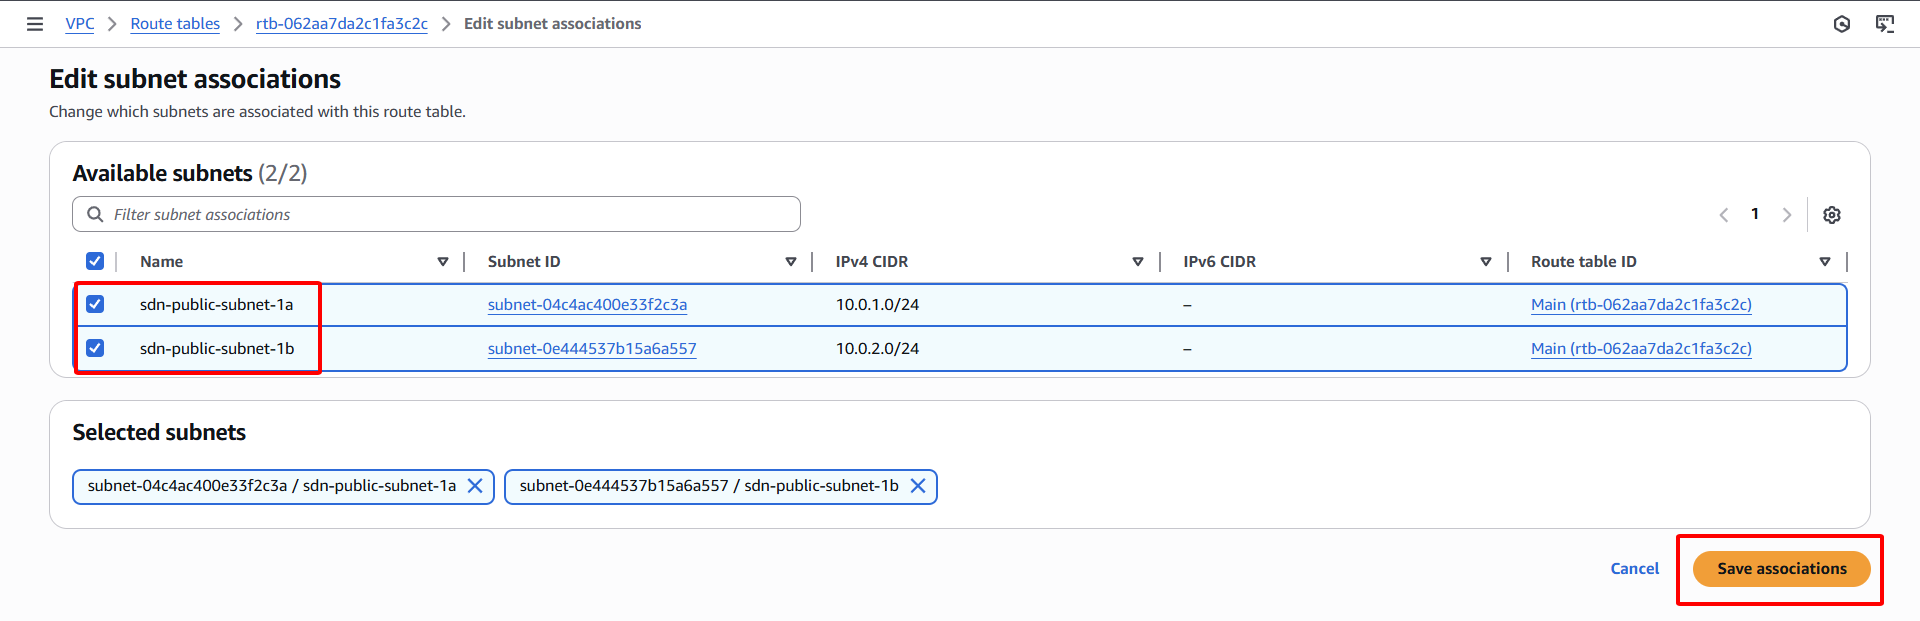 VPC > Route tables > rtb-062aa7da2c1fa3c2c > Edit subnet associations
Edit subnet associations
Change which subnets are associated with this route table.
Available subnets (2/2)
Filter subnet associations
1
Name Subnet ID IPv4 CIDR IPv6 CIDR Route table ID
sdn-public-subnet-1a subnet-04c4ac400e33f2c3a 10.0.1.0/24 – Main (rtb-062aa7da2c1fa3c2c)
sdn-public-subnet-1b subnet-0e444537b15a6a557 10.0.2.0/24 – Main (rtb-062aa7da2c1fa3c2c)
Selected subnets
subnet-04c4ac400e33f2c3a / sdn-public-subnet-1a subnet-0e444537b15a6a557 / sdn-public-subnet-1b
Cancel Save associations